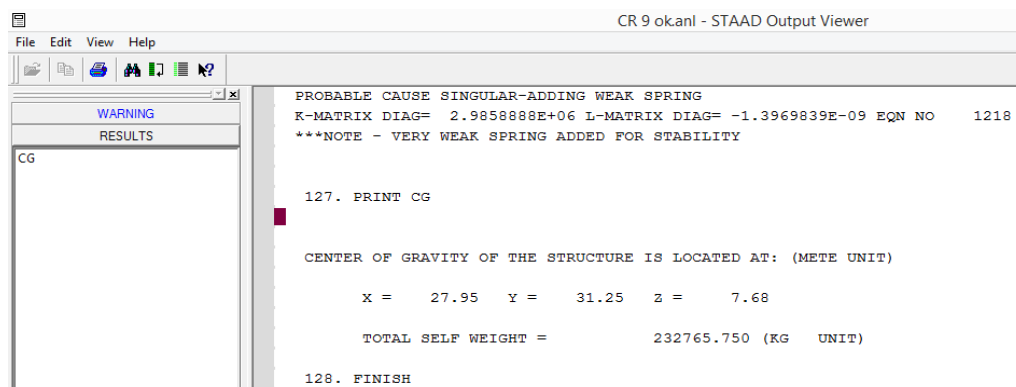 CR 9 ok.anl - STAAD Output Viewer
File Edit View Help
WARNING
RESULTS
CG
PROBABLE CAUSE SINGULAR-ADDING WEAK SPRING
K-MATRIX DIAG= 2.9858888E+06 L-MATRIX DIAG= -1.3969839E-09 EQN NO 1218
***NOTE - VERY WEAK SPRING ADDED FOR STABILITY
127. PRINT CG
CENTER OF GRAVITY OF THE STRUCTURE IS LOCATED AT: (METE UNIT)
X = 27.95 Y = 31.25 Z = 7.68
TOTAL SELF WEIGHT = 232765.750 (KG UNIT)
128. FINISH